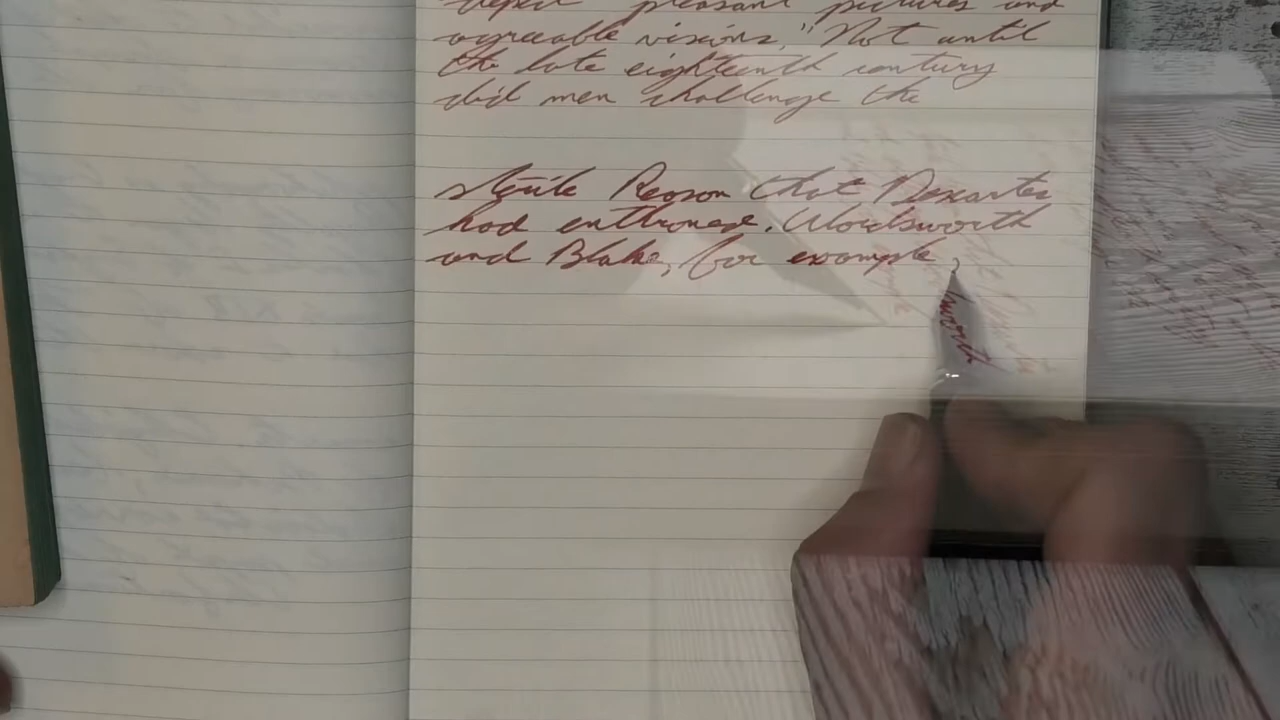 depict pleasant pictures and
agreeable visions." Not until
the late eighteenth century
did men challenge the
sterile Reason that Descartes
had enthroned. Wordsworth
and Blake, for example,